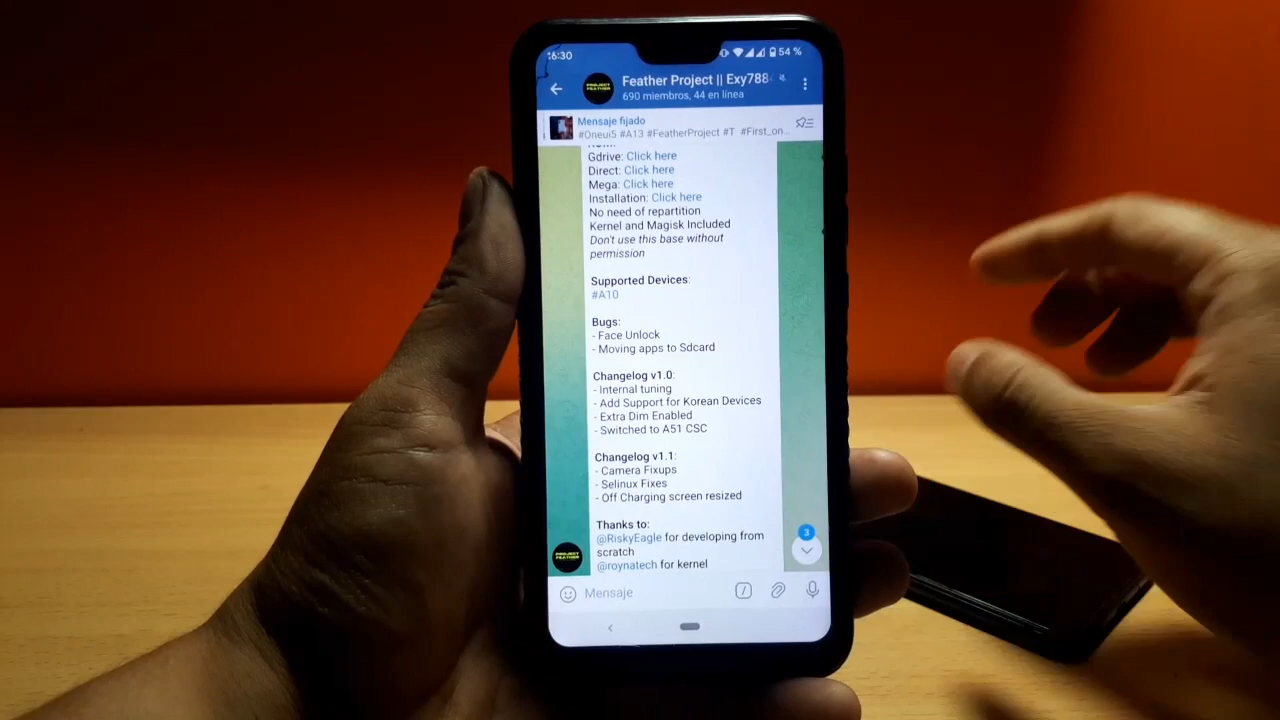 :6:30
54 %
Feather Project || Exy788
690 miembros, 44 en línea
Mensaje fijado
#Oneui5 #A13 #FeatherProject #T #First_on...
Gdrive: Click here
Direct: Click here
Mega: Click here
Installation: Click here
No need of repartition
Kernel and Magisk Included
Don't use this base without
permission
Supported Devices:
#A10
Bugs:
- Face Unlock
- Moving apps to Sdcard
Changelog v1.0:
- Internal tuning
- Add Support for Korean Devices
- Extra Dim Enabled
- Switched to A51 CSC
Changelog v1.1:
- Camera Fixups
- Selinux Fixes
- Off Charging screen resized
3
Thanks to:
@RiskyEagle for developing from
scratch
PROJECT
FEATHER
@roynatech for kernel
Mensaje